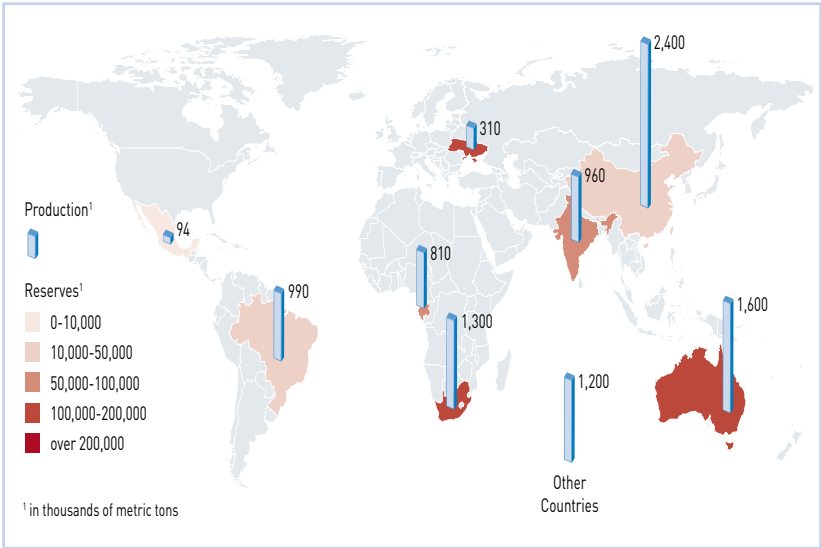 2,400
310
960
Production¹
94
810
Reserves¹
990
1,600
0-10,000
1,300
10,000-50,000
50,000-100,000
1,200
100,000-200,000
over 200,000
Other
Countries
¹ in thousands of metric tons